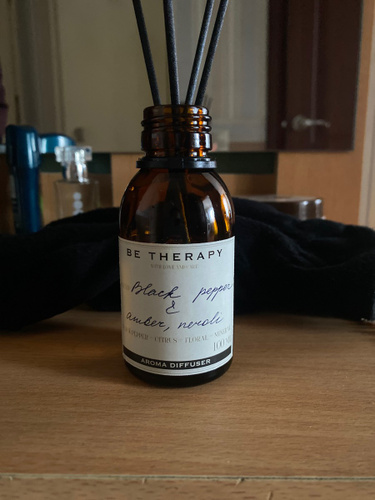 BE THERAPY
Black pepper
&
amber, neroli
CITRUS - FLORAL
100
AROMA DIFFUSER